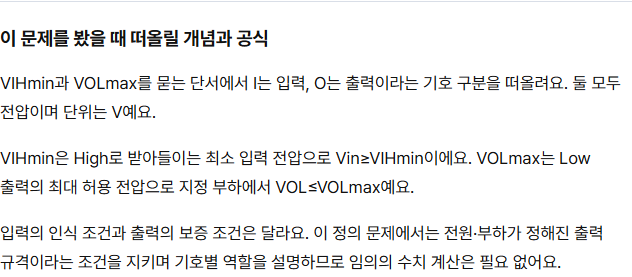 이 문제를 봤을 때 떠올릴 개념과 공식
VIHmin과 VOLmax를 묻는 단서에서 I는 입력, O는 출력이라는 기호 구분을 떠올려요. 둘 모두
전압이며 단위는 V예요.
VIHmin은 High로 받아들이는 최소 입력 전압으로 Vin≥VIHmin이에요. VOLmax는 Low
출력의 최대 허용 전압으로 지정 부하에서 VOL≤VOLmax예요.
입력의 인식 조건과 출력의 보증 조건은 달라요. 이 정의 문제에서는 전원·부하가 정해진 출력
규격이라는 조건을 지키며 기호별 역할을 설명하므로 임의의 수치 계산은 필요 없어요.